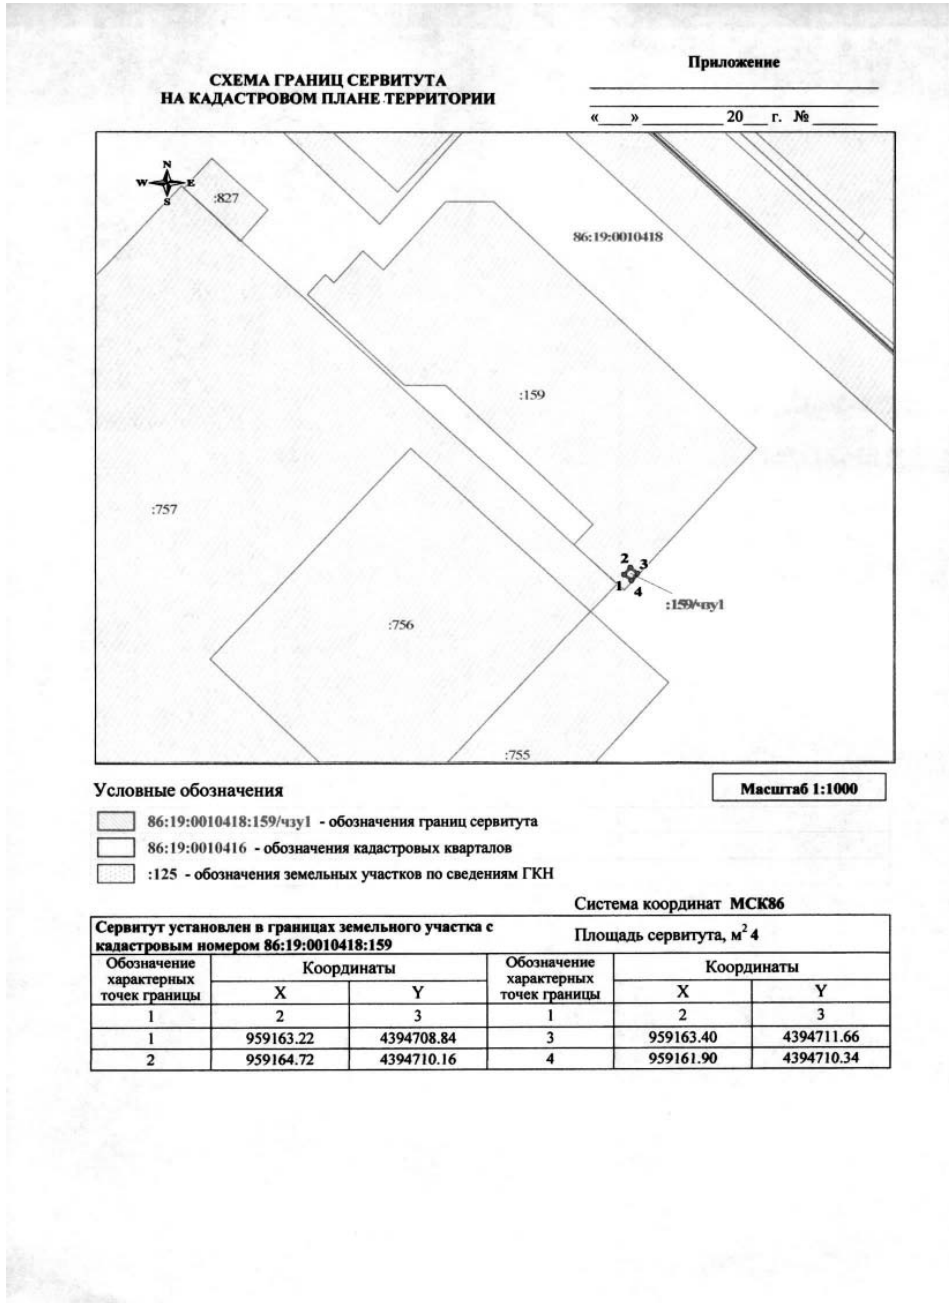 Приложение
СХЕМА ГРАНИЦ СЕРВИТУТА
НА КАДАСТРОВОМ ПЛАНЕ ТЕРРИТОРИИ
«___» __________ 20___ г. № ________
N
W E
S
:827
86:19:0010418
:159
:757
2 3
1 4
:159/чзу1
:756
:755
Условные обозначения
Масштаб 1:1000
86:19:0010418:159/чзу1 - обозначения границ сервитута
86:19:0010416 - обозначения кадастровых кварталов
:125 - обозначения земельных участков по сведениям ГКН
Система координат МСК86
Сервитут установлен в границах земельного участка с
кадастровым номером 86:19:0010418:159
Площадь сервитута, м² 4
Обозначение характерных точек границы Координаты Обозначение характерных точек границы Координаты
X Y X Y
1 2 3 1 2 3
1 959163.22 4394708.84 3 959163.40 4394711.66
2 959164.72 4394710.16 4 959161.90 4394710.34